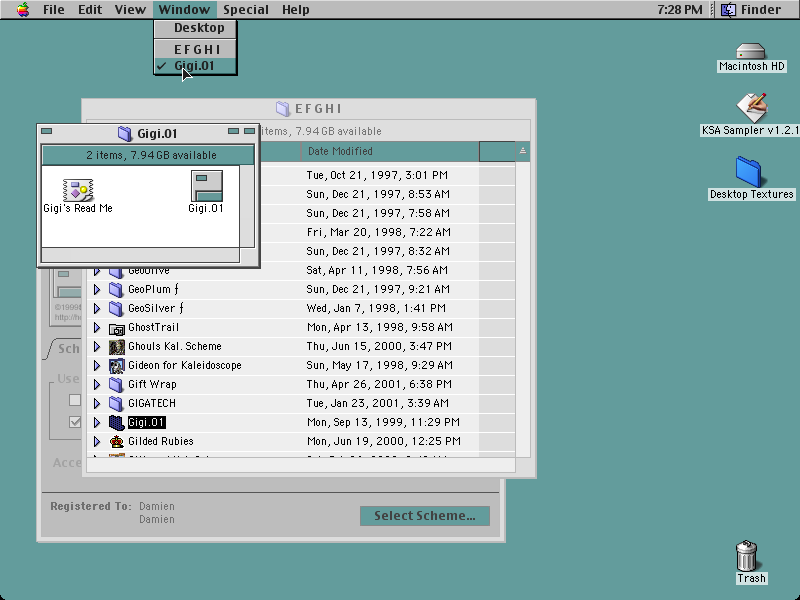 File Edit View Window Special Help 7:28 PM Finder
Desktop
E F G H I
Gigi.01
Macintosh HD
KSA Sampler v1.2.1
Desktop Textures
Trash
E F G H I
items, 7.94 GB available
Date Modified
Gigi.01
2 items, 7.94 GB available
Gigi's Read Me
Gigi.01
Tue, Oct 21, 1997, 3:01 PM
Sun, Dec 21, 1997, 8:53 AM
Sun, Dec 21, 1997, 7:58 AM
Fri, Mar 20, 1998, 7:22 AM
Sun, Dec 21, 1997, 8:32 AM
GeoOlive Sat, Apr 11, 1998, 7:56 AM
GeoPlum ƒ Sun, Dec 21, 1997, 9:21 AM
GeoSilver ƒ Wed, Jan 7, 1998, 1:41 PM
GhostTrail Mon, Apr 13, 1998, 9:58 AM
Ghouls Kal. Scheme Thu, Jun 15, 2000, 3:47 PM
Gideon for Kaleidoscope Sun, May 17, 1998, 9:29 AM
Gift Wrap Thu, Apr 26, 2001, 6:38 PM
GIGATECH Tue, Jan 23, 2001, 3:39 AM
Gigi.01 Mon, Sep 13, 1999, 11:29 PM
Gilded Rubies Mon, Jun 19, 2000, 12:25 PM
Sch
Use
Acce
Registered To: Damien
Damien
Select Scheme...